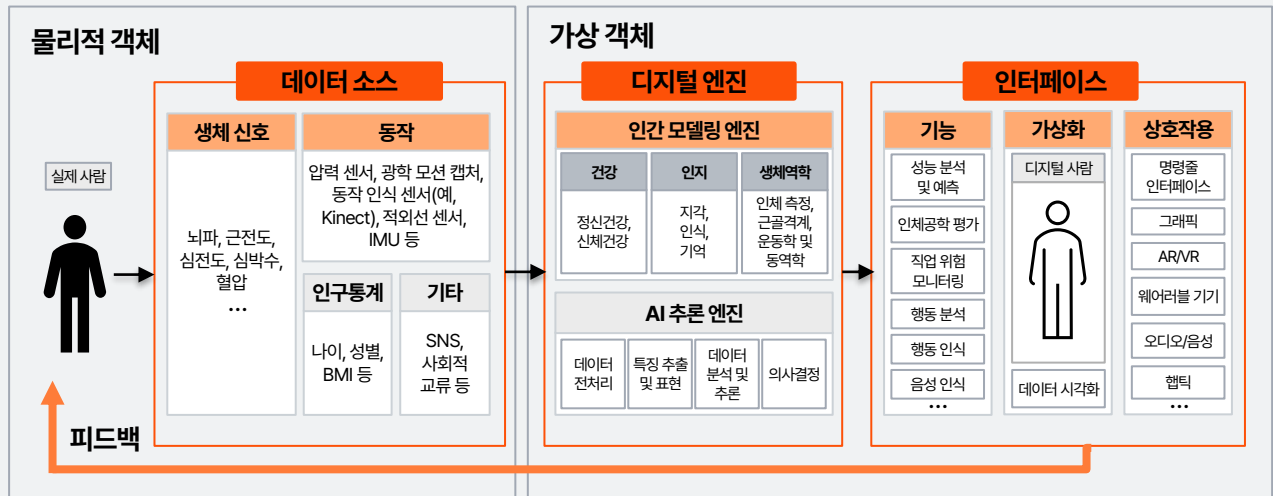 물리적 객체
가상 객체
실제 사람
데이터 소스
생체 신호
뇌파, 근전도,
심전도, 심박수,
혈압
...
동작
압력 센서, 광학 모션 캡처,
동작 인식 센서(예,
Kinect), 적외선 센서,
IMU 등
인구통계
나이, 성별,
BMI 등
기타
SNS,
사회적
교류 등
디지털 엔진
인간 모델링 엔진
건강
정신건강,
신체건강
인지
지각,
인식,
기억
생체역학
인체 측정,
근골격계,
운동학 및
동역학
AI 추론 엔진
데이터
전처리
특징 추출
및 표현
데이터
분석 및
추론
의사결정
인터페이스
기능
성능 분석
및 예측
인체공학 평가
직업 위험
모니터링
행동 분석
행동 인식
음성 인식
...
가상화
디지털 사람
데이터 시각화
상호작용
명령줄
인터페이스
그래픽
AR/VR
웨어러블 기기
오디오/음성
햅틱
...
피드백